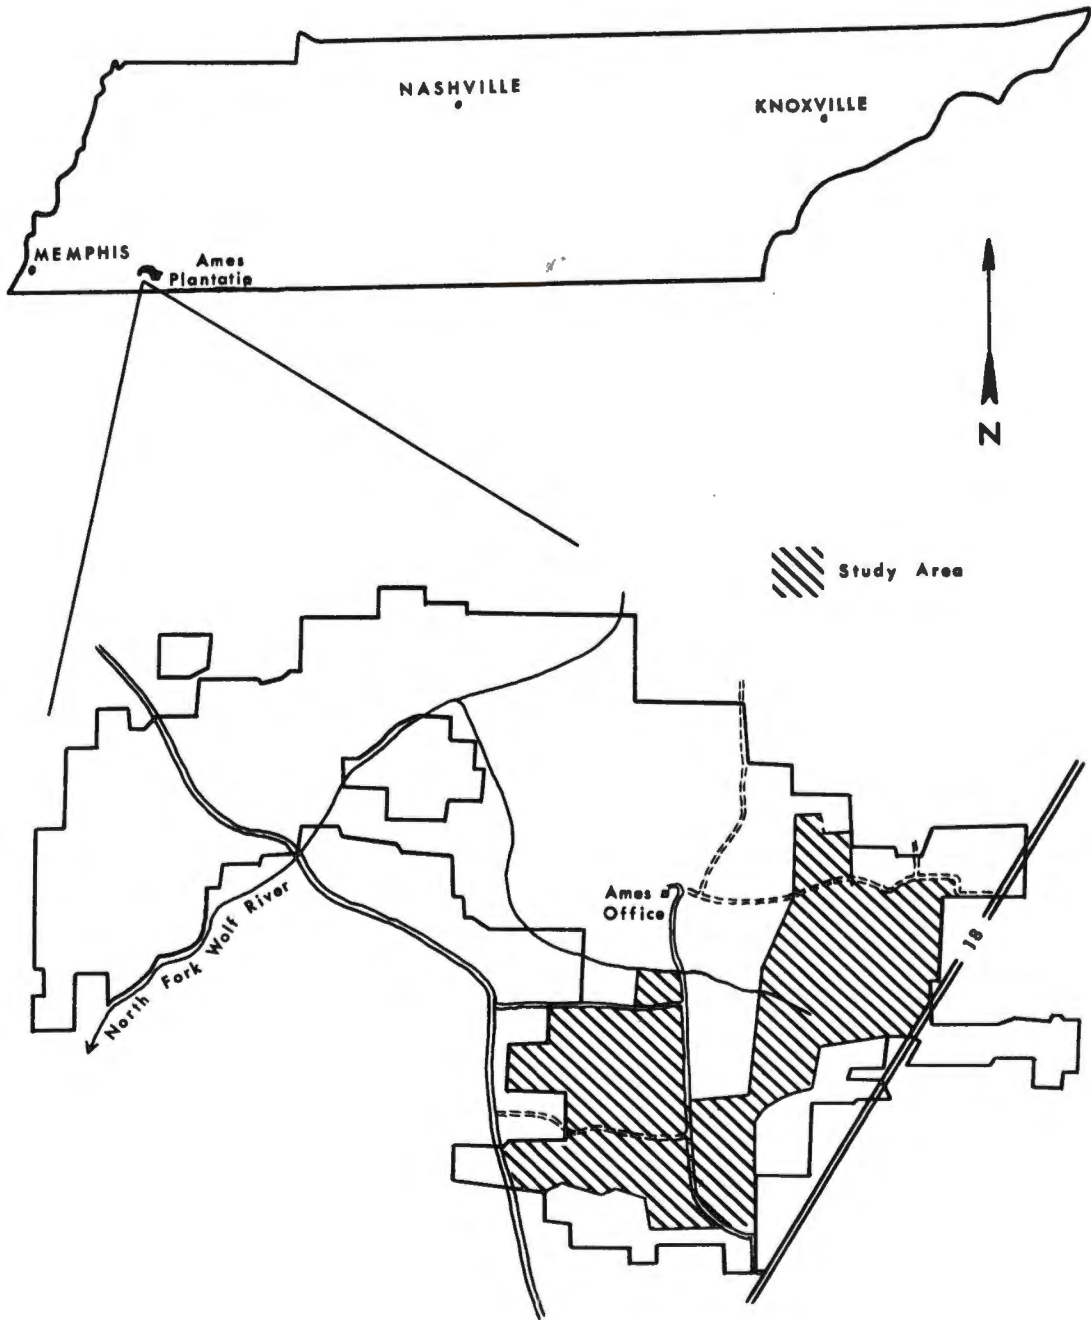 NASHVILLE
KNOXVILLE
MEMPHIS
Ames
Plantatip
N
Study Area
Ames
Office
North Fork Wolf River
18